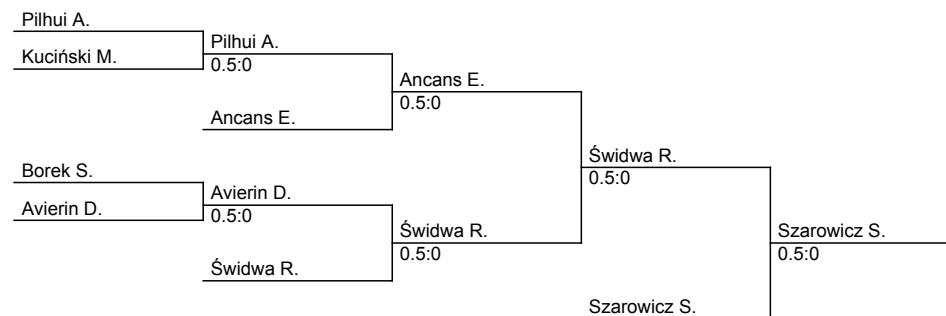 Pilhui A.
Kuciński M.
Pilhui A.
0.5:0
Ancans E.
0.5:0
Ancans E.
Borek S.
Avierin D.
Avierin D.
0.5:0
Świdwa R.
0.5:0
Świdwa R.
Świdwa R.
0.5:0
Szarowicz S.
0.5:0
Szarowicz S.